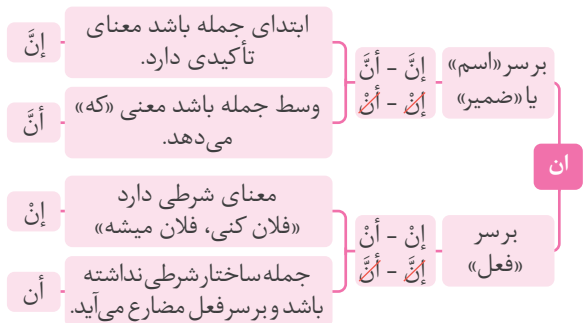 ان
بر سر «اسم»
یا «ضمیر»
إنَّ - أنَّ
إنْ - أنْ
ابتدای جمله باشد معنای
تأکیدی دارد.
إنَّ
وسط جمله باشد معنی «که»
می‌دهد.
أنَّ
بر سر
«فعل»
إنْ - أنْ
إنَّ - أنَّ
معنای شرطی دارد
«فلان کنی، فلان میشه»
إنْ
جمله ساختار شرطی نداشته
باشد و بر سر فعل مضارع می‌آید.
أن